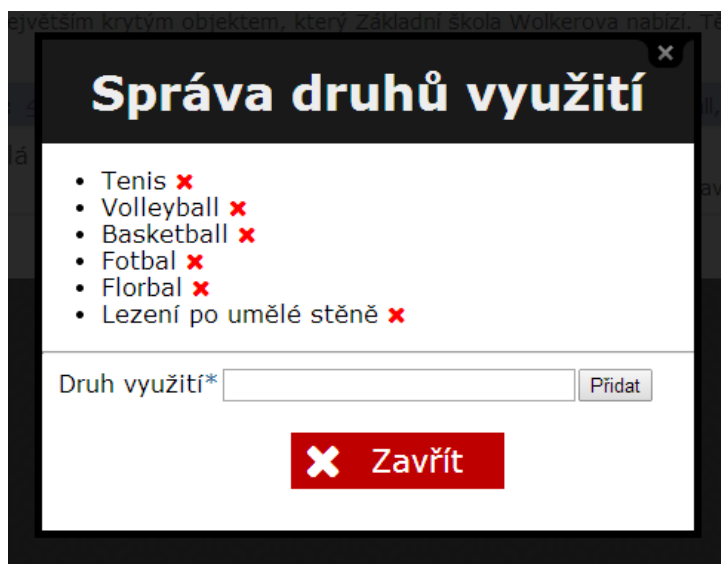 ejvětším krytým objektem, který Základní škola Wolkerova nabízí. Te
Správa druhů využití
Tenis
Volleyball
Basketball
Fotbal
Florbal
Lezení po umělé stěně
Druh využití*
Přidat
Zavřít